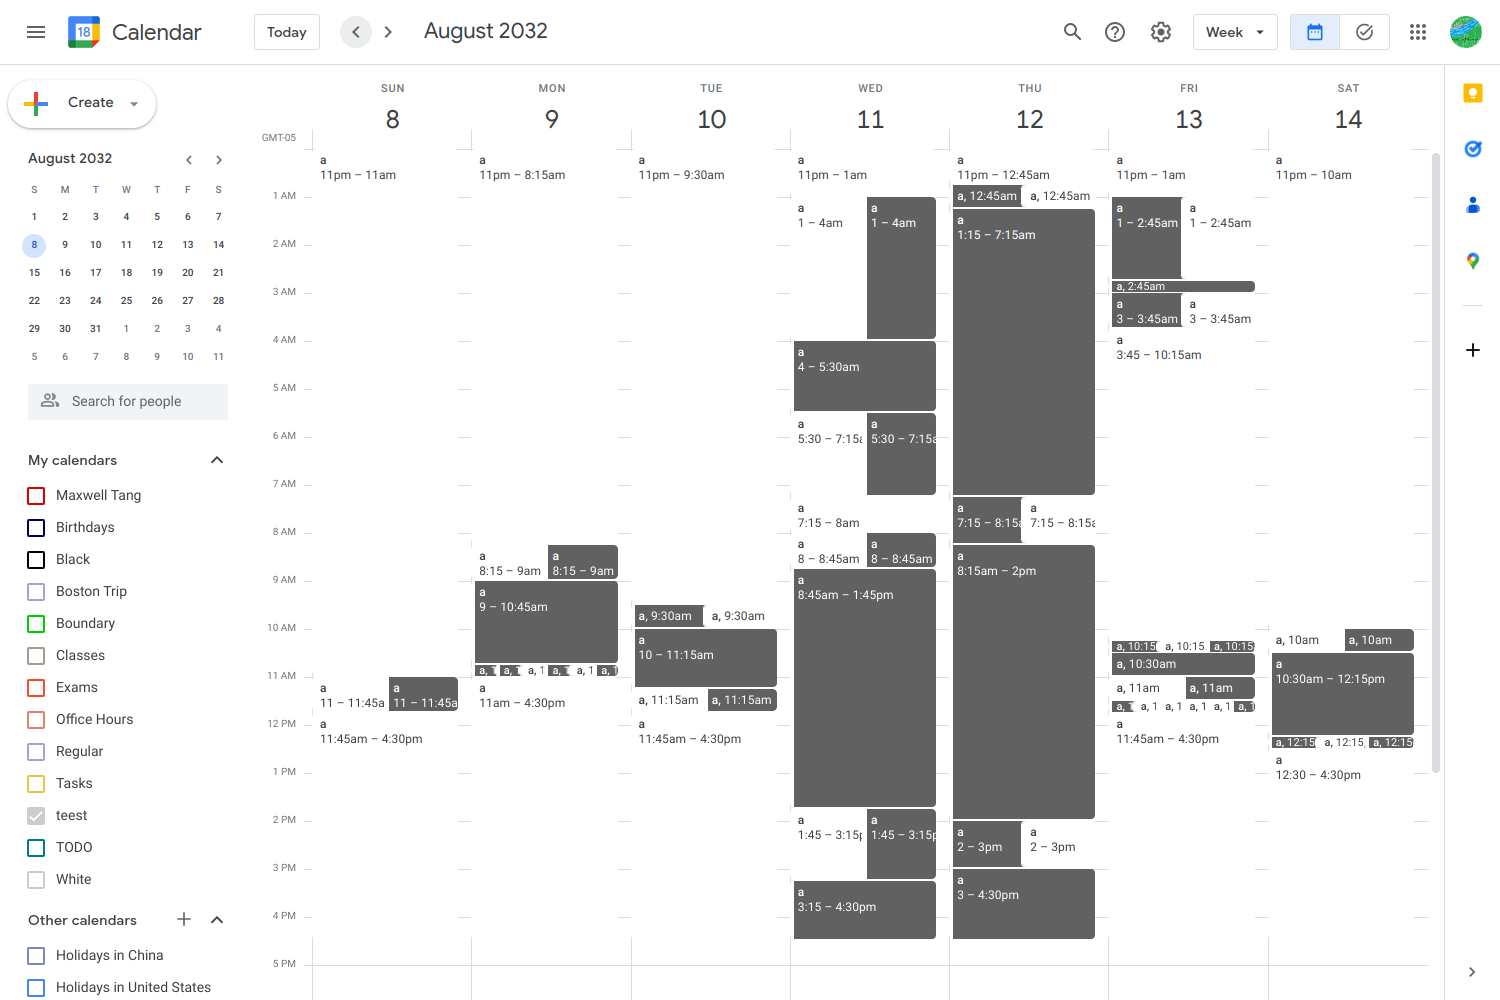 18 Calendar Today August 2032 Week
Create
August 2032
S M T W T F S
1 2 3 4 5 6 7
8 9 10 11 12 13 14
15 16 17 18 19 20 21
22 23 24 25 26 27 28
29 30 31 1 2 3 4
5 6 7 8 9 10 11
Search for people
My calendars
Maxwell Tang
Birthdays
Black
Boston Trip
Boundary
Classes
Exams
Office Hours
Regular
Tasks
teest
TODO
White
Other calendars
Holidays in China
Holidays in United States
SUN MON TUE WED THU FRI SAT
8 9 10 11 12 13 14
GMT-05
1 AM
2 AM
3 AM
4 AM
5 AM
6 AM
7 AM
8 AM
9 AM
10 AM
11 AM
12 PM
1 PM
2 PM
3 PM
4 PM
5 PM
a
11pm – 11am
a
11 – 11:45a
a
11 – 11:45a
a
11:45am – 4:30pm
a
11pm – 8:15am
a
8:15 – 9am
a
8:15 – 9am
a
9 – 10:45am
a, 1 a, 1 a, 1 a, 1 a, 1 a, 1
a
11am – 4:30pm
a
11pm – 9:30am
a, 9:30am a, 9:30am
a
10 – 11:15am
a, 11:15am a, 11:15am
a
11:45am – 4:30pm
a
11pm – 1am
a
1 – 4am
a
1 – 4am
a
4 – 5:30am
a
5:30 – 7:15a
a
5:30 – 7:15a
a
7:15 – 8am
a
8 – 8:45am
a
8 – 8:45am
a
8:45am – 1:45pm
a
1:45 – 3:15p
a
1:45 – 3:15p
a
3:15 – 4:30pm
a
11pm – 12:45am
a, 12:45am a, 12:45am
a
1:15 – 7:15am
a
7:15 – 8:15a
a
7:15 – 8:15a
a
8:15am – 2pm
a
2 – 3pm
a
2 – 3pm
a
3 – 4:30pm
a
11pm – 1am
a
1 – 2:45am
a
1 – 2:45am
a, 2:45am
a
3 – 3:45am
a
3 – 3:45am
a
3:45 – 10:15am
a, 10:15 a, 10:15 a, 10:15
a, 10:30am
a, 11am a, 11am
a, 1 a, 1 a, 1 a, 1 a, 1 a, 1
a
11:45am – 4:30pm
a
11pm – 10am
a, 10am a, 10am
a
10:30am – 12:15pm
a, 12:15 a, 12:15 a, 12:15
a
12:30 – 4:30pm